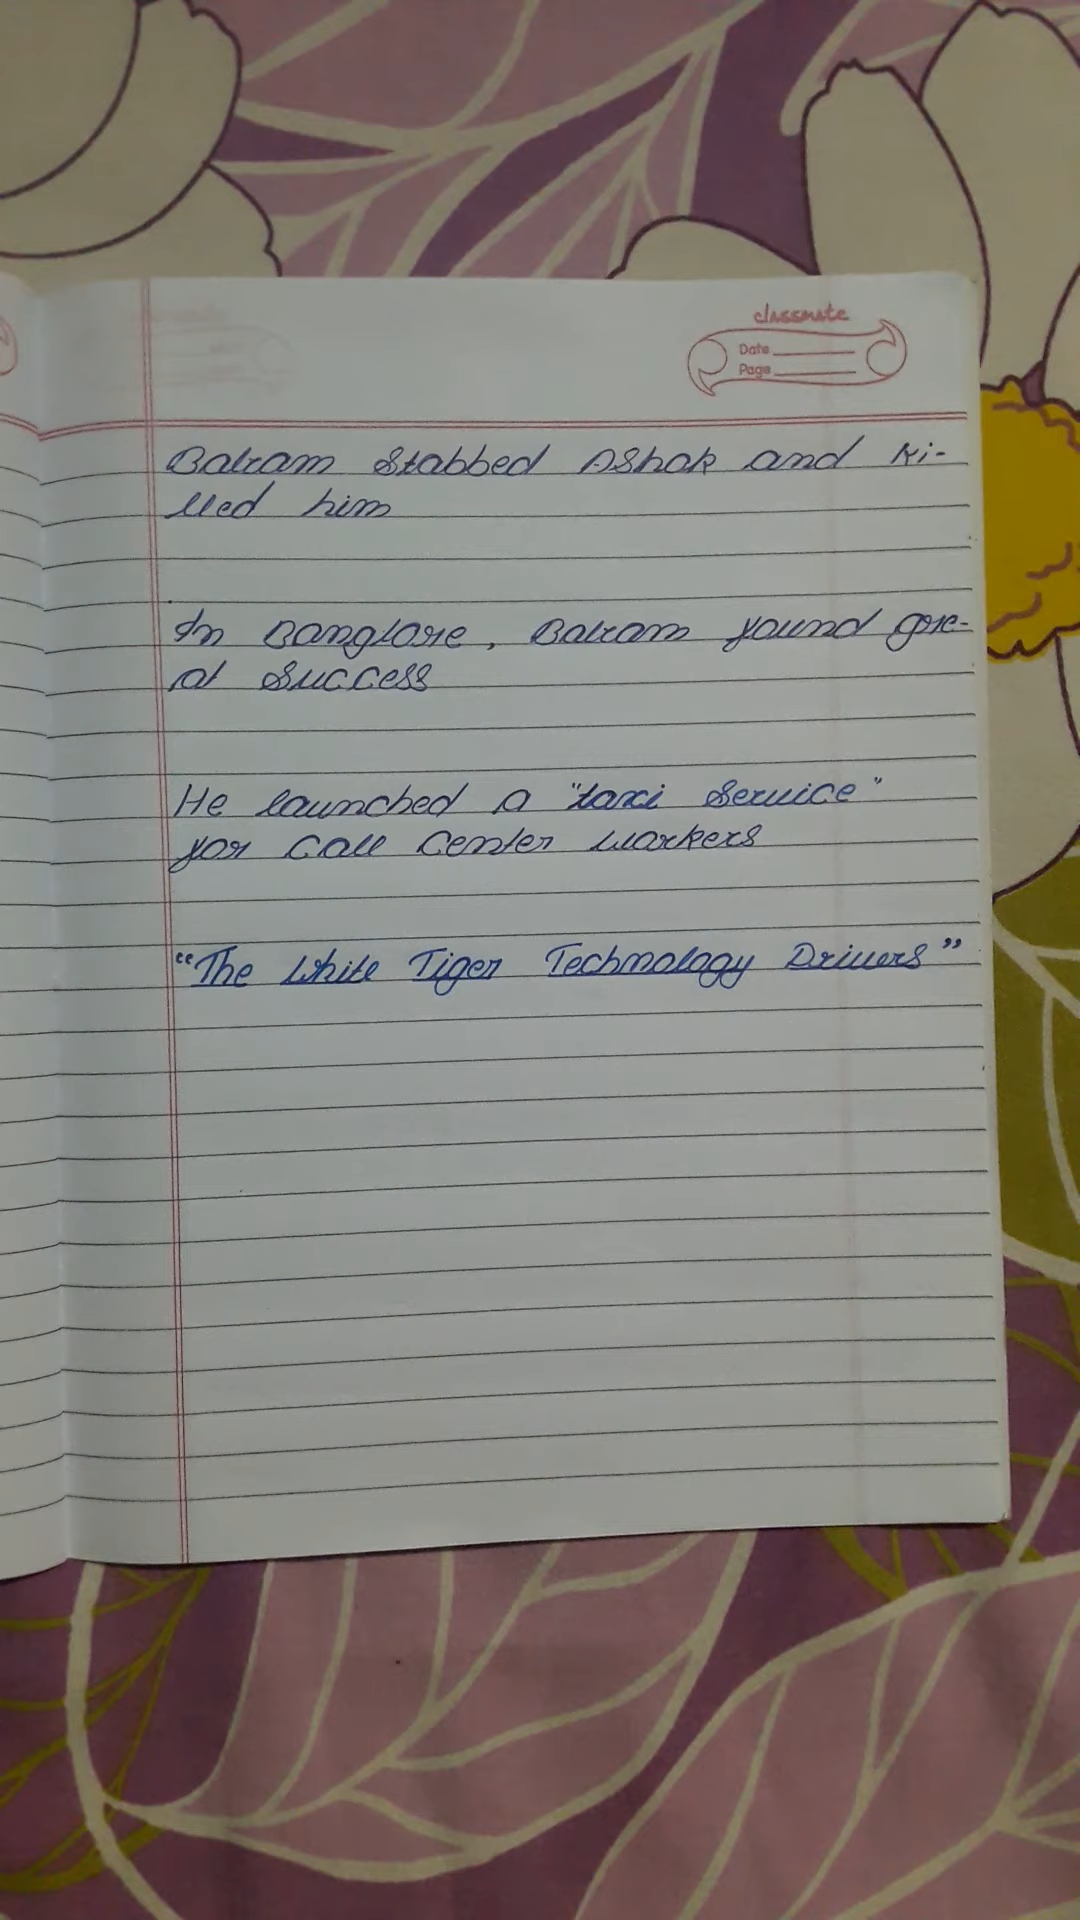 classmate
Date
Page
Balram stabbed Ashok and ki-
lled him
In Banglore, Balram found gre-
at success
He launched a "taxi service"
for call center workers
“The White Tiger Technology Drivers”